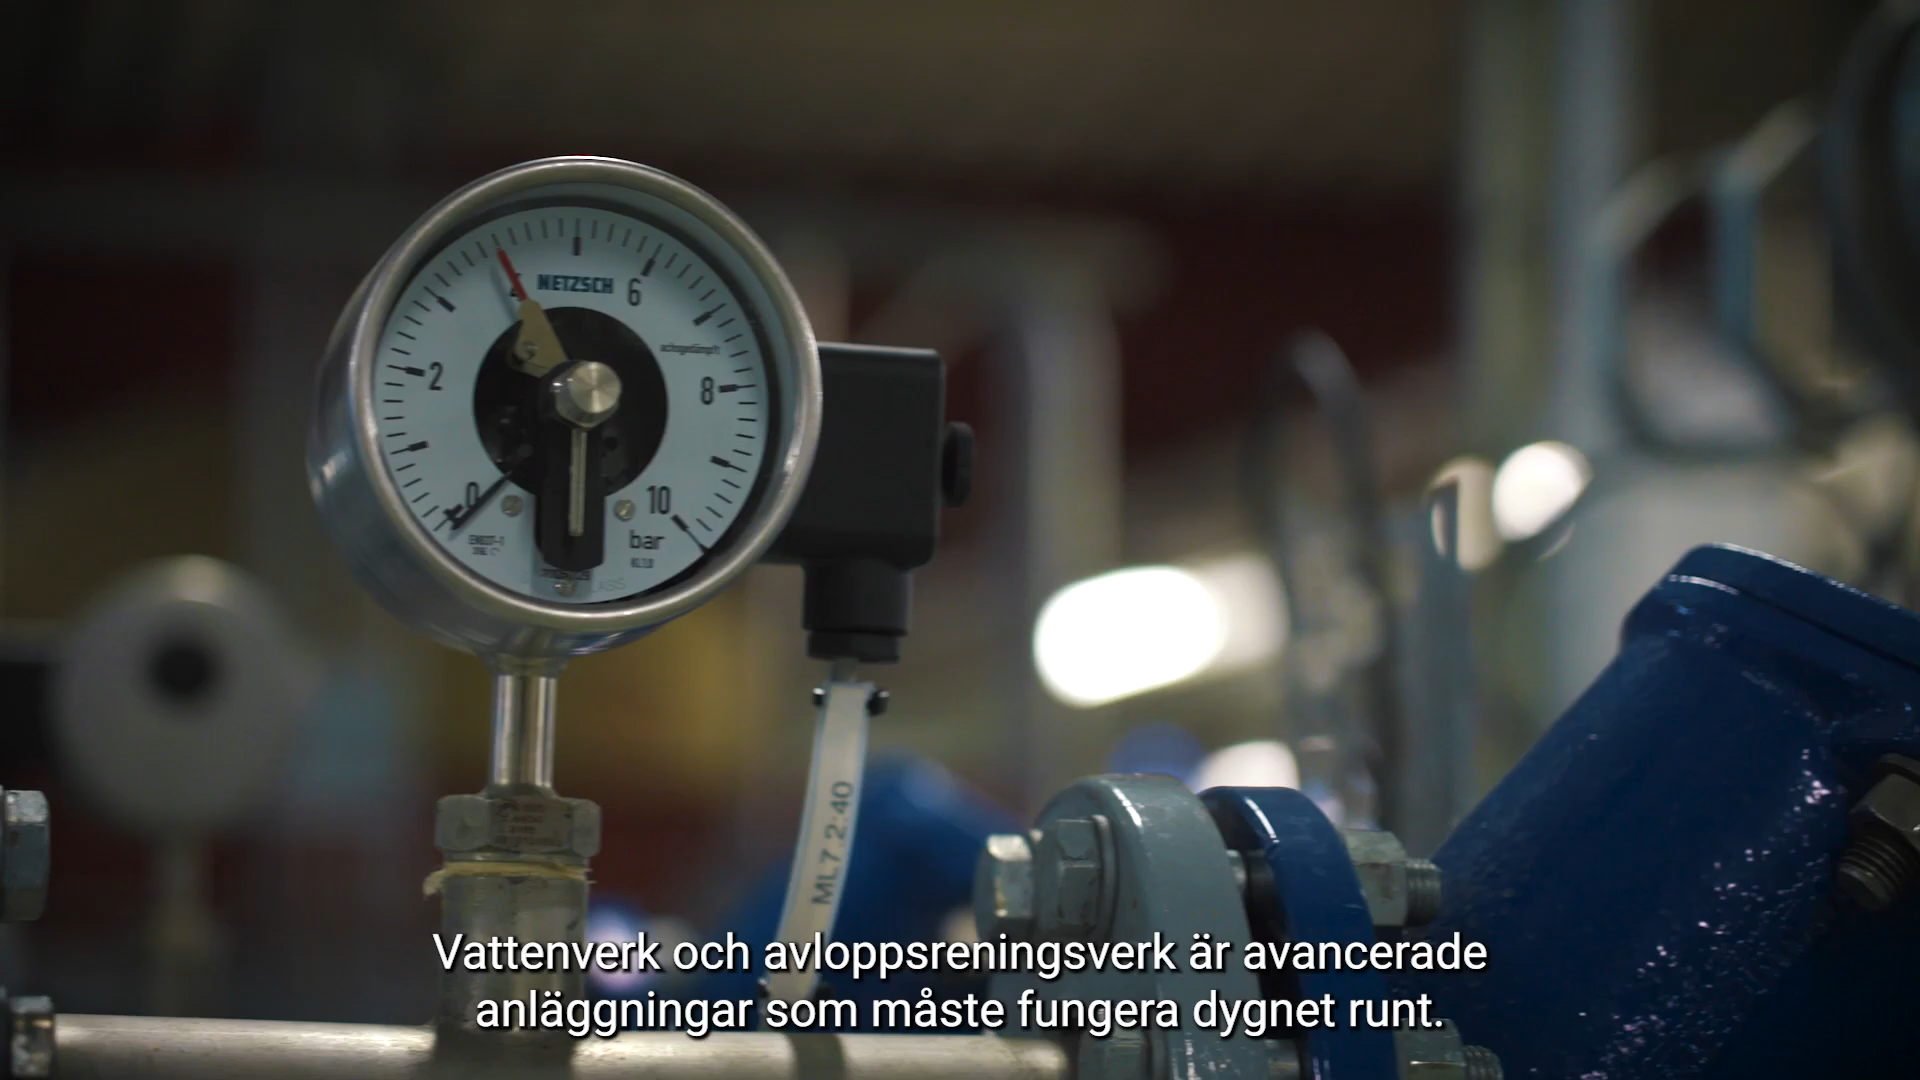 NETZSCH
4
6
2
8
0
10
bar
ML7.2.40
Vattenverk och avloppsreningsverk är avancerade
anläggningar som måste fungera dygnet runt.